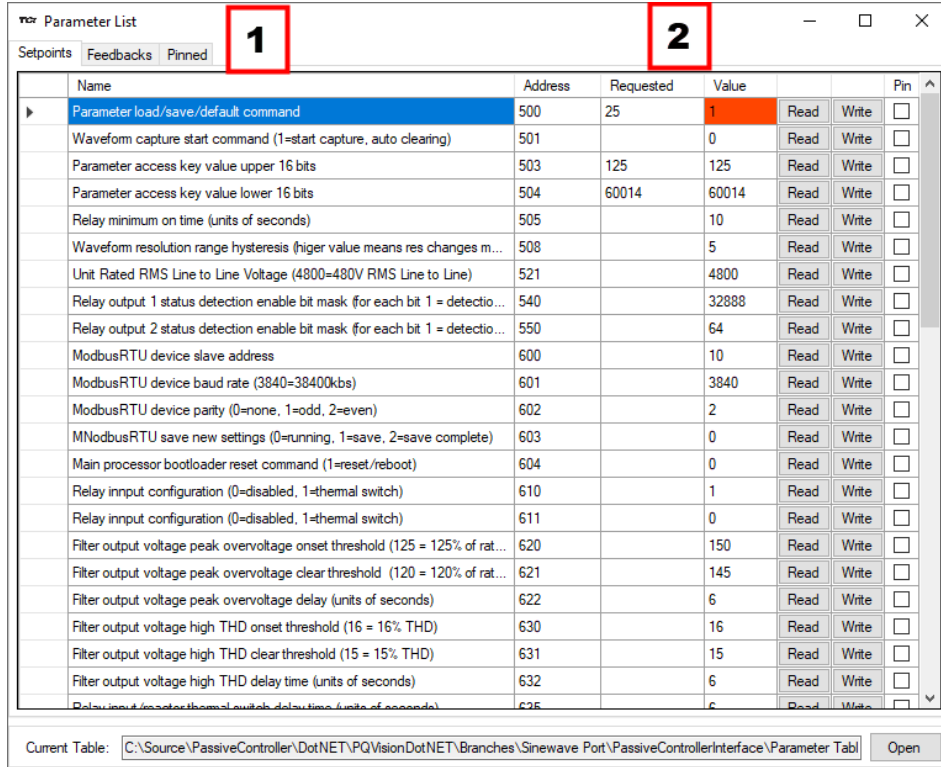 TCI Parameter List
1
2
Setpoints Feedbacks Pinned
Name Address Requested Value Pin
Parameter load/save/default command 500 25 1 Read Write
Waveform capture start command (1=start capture, auto clearing) 501 0 Read Write
Parameter access key value upper 16 bits 503 125 125 Read Write
Parameter access key value lower 16 bits 504 60014 60014 Read Write
Relay minimum on time (units of seconds) 505 10 Read Write
Waveform resolution range hysteresis (higer value means res changes m... 508 5 Read Write
Unit Rated RMS Line to Line Voltage (4800=480V RMS Line to Line) 521 4800 Read Write
Relay output 1 status detection enable bit mask (for each bit 1 = detectio... 540 32888 Read Write
Relay output 2 status detection enable bit mask (for each bit 1 = detectio... 550 64 Read Write
ModbusRTU device slave address 600 10 Read Write
ModbusRTU device baud rate (3840=38400kbs) 601 3840 Read Write
ModbusRTU device parity (0=none, 1=odd, 2=even) 602 2 Read Write
MNodbusRTU save new settings (0=running, 1=save, 2=save complete) 603 0 Read Write
Main processor bootloader reset command (1=reset/reboot) 604 0 Read Write
Relay innput configuration (0=disabled, 1=thermal switch) 610 1 Read Write
Relay innput configuration (0=disabled, 1=thermal switch) 611 0 Read Write
Filter output voltage peak overvoltage onset threshold (125 = 125% of rat... 620 150 Read Write
Filter output voltage peak overvoltage clear threshold (120 = 120% of rat... 621 145 Read Write
Filter output voltage peak overvoltage delay (units of seconds) 622 6 Read Write
Filter output voltage high THD onset threshold (16 = 16% THD) 630 16 Read Write
Filter output voltage high THD clear threshold (15 = 15% THD) 631 15 Read Write
Filter output voltage high THD delay time (units of seconds) 632 6 Read Write
Relay input/reactor thermal switch delay time (units of seconds) 635 6 Read Write
Current Table: C:\Source\PassiveController\DotNET\PQVisionDotNET\Branches\Sinewave Port\PassiveControllerInterface\Parameter Tabl Open